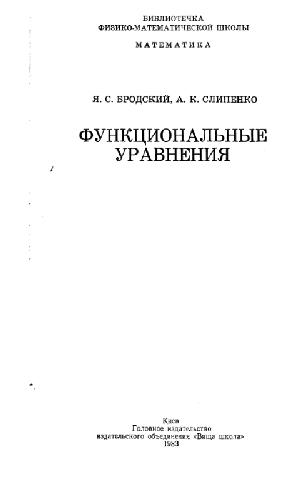 БИБЛИОТЕЧКА
ФИЗИКО-МАТЕМАТИЧЕСКОЙ ШКОЛЫ
МАТЕМАТИКА
Я. С. БРОДСКИЙ, А. К. СЛИПЕНКО
ФУНКЦИОНАЛЬНЫЕ
УРАВНЕНИЯ
Киев
Головное издательство
издательского объединения «Вища школа»
1983